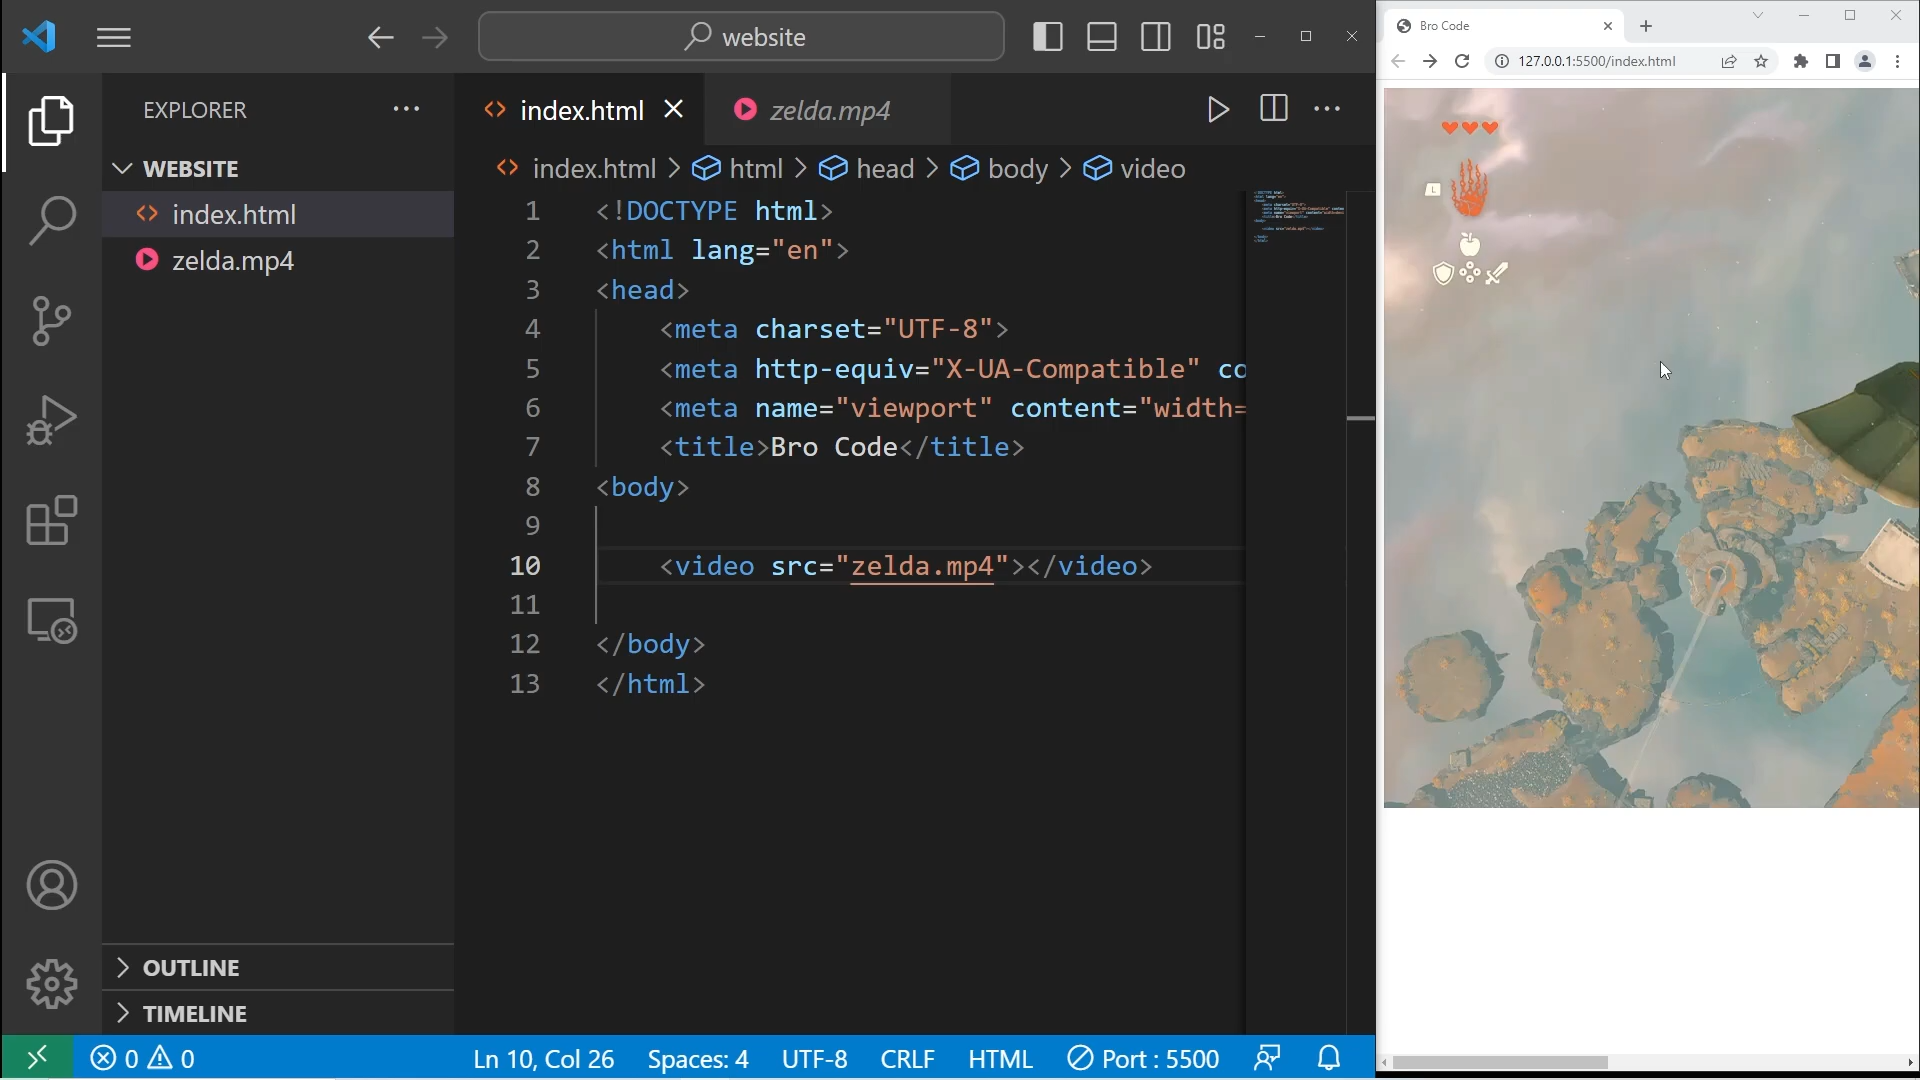 website
EXPLORER
WEBSITE
index.html
zelda.mp4
OUTLINE
TIMELINE
index.html
zelda.mp4
index.html > html > head > body > video
1 <!DOCTYPE html>
2 <html lang="en">
3 <head>
4 <meta charset="UTF-8">
5 <meta http-equiv="X-UA-Compatible" co
6 <meta name="viewport" content="width=
7 <title>Bro Code</title>
8 <body>
9
10 <video src="zelda.mp4"></video>
11
12 </body>
13 </html>
0 0
Ln 10, Col 26
Spaces: 4
UTF-8
CRLF
HTML
Port : 5500
Bro Code
127.0.0.1:5500/index.html
L